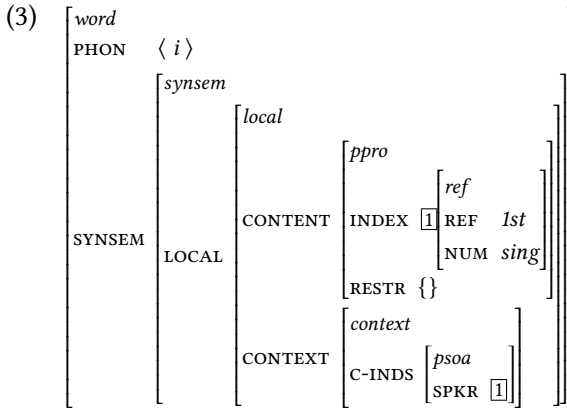 (3)
word
PHON ⟨ i ⟩
synsem
local
ppro
ref
CONTENT INDEX 1 REF 1st
SYNSEM LOCAL NUM sing
RESTR {}
context
CONTEXT C-INDS psoa
SPKR 1